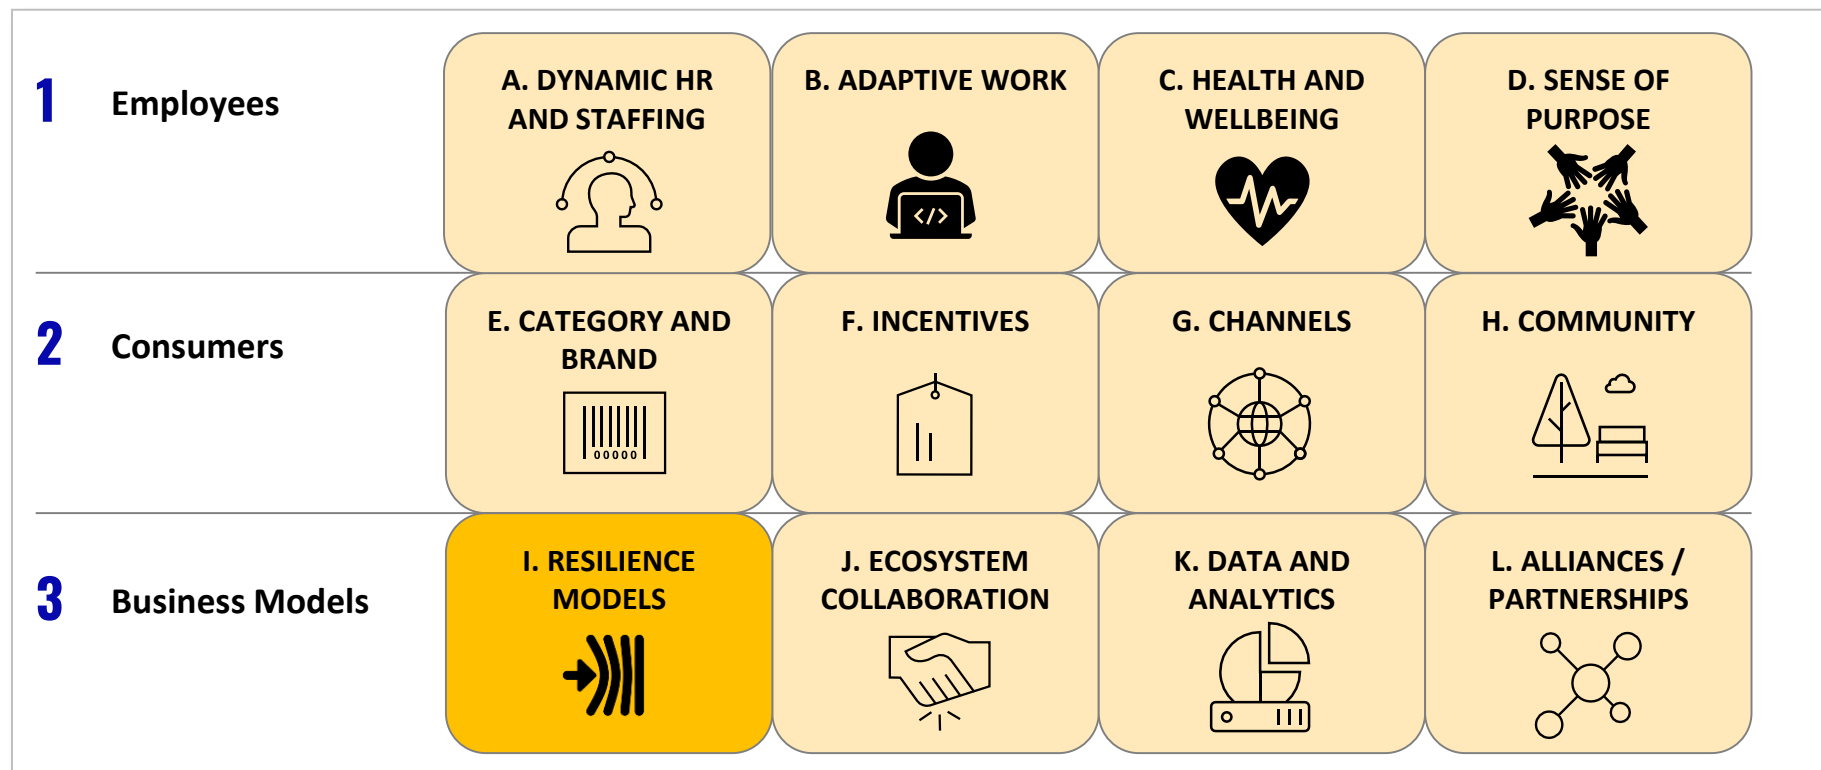 1 Employees
A. DYNAMIC HR
AND STAFFING
B. ADAPTIVE WORK
</>
C. HEALTH AND
WELLBEING
D. SENSE OF
PURPOSE
2 Consumers
E. CATEGORY AND
BRAND
00000
F. INCENTIVES
G. CHANNELS
H. COMMUNITY
3 Business Models
I. RESILIENCE
MODELS
J. ECOSYSTEM
COLLABORATION
K. DATA AND
ANALYTICS
L. ALLIANCES /
PARTNERSHIPS